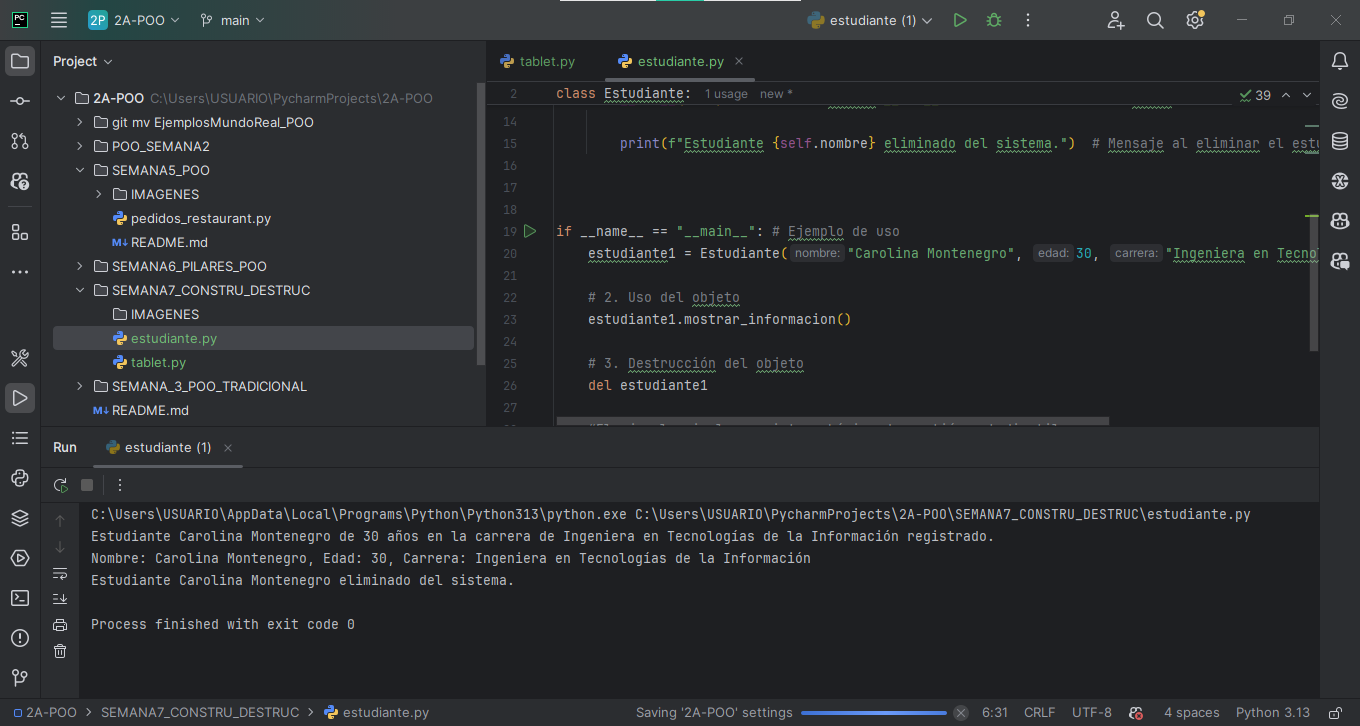 PC 2P 2A-POO main estudiante (1)
Project
2A-POO C:\Users\USUARIO\PycharmProjects\2A-POO
git mv EjemplosMundoReal_POO
POO_SEMANA2
SEMANA5_POO
IMAGENES
pedidos_restaurant.py
M↓ README.md
SEMANA6_PILARES_POO
SEMANA7_CONSTRU_DESTRUC
IMAGENES
estudiante.py
tablet.py
SEMANA_3_POO_TRADICIONAL
M↓ README.md
tablet.py estudiante.py
2 class Estudiante: 1 usage new *
39
14
15 print(f"Estudiante {self.nombre} eliminado del sistema.") # Mensaje al eliminar el
16
17
18
19 if __name__ == "__main__": # Ejemplo de uso
20 estudiante1 = Estudiante( nombre: "Carolina Montenegro", edad: 30, carrera: "Ingeniera en
21
22 # 2. Uso del objeto
23 estudiante1.mostrar_informacion()
24
25 # 3. Destrucción del objeto
26 del estudiante1
27
Run estudiante (1)
C:\Users\USUARIO\AppData\Local\Programs\Python\Python313\python.exe C:\Users\USUARIO\PycharmProjects\2A-POO\SEMANA7_CONSTRU_DESTRUC\estudiante.py
Estudiante Carolina Montenegro de 30 años en la carrera de Ingeniera en Tecnologías de la Información registrado.
Nombre: Carolina Montenegro, Edad: 30, Carrera: Ingeniera en Tecnologías de la Información
Estudiante Carolina Montenegro eliminado del sistema.
Process finished with exit code 0
2A-POO > SEMANA7_CONSTRU_DESTRUC > estudiante.py
Saving '2A-POO' settings 6:31 CRLF UTF-8 4 spaces Python 3.13